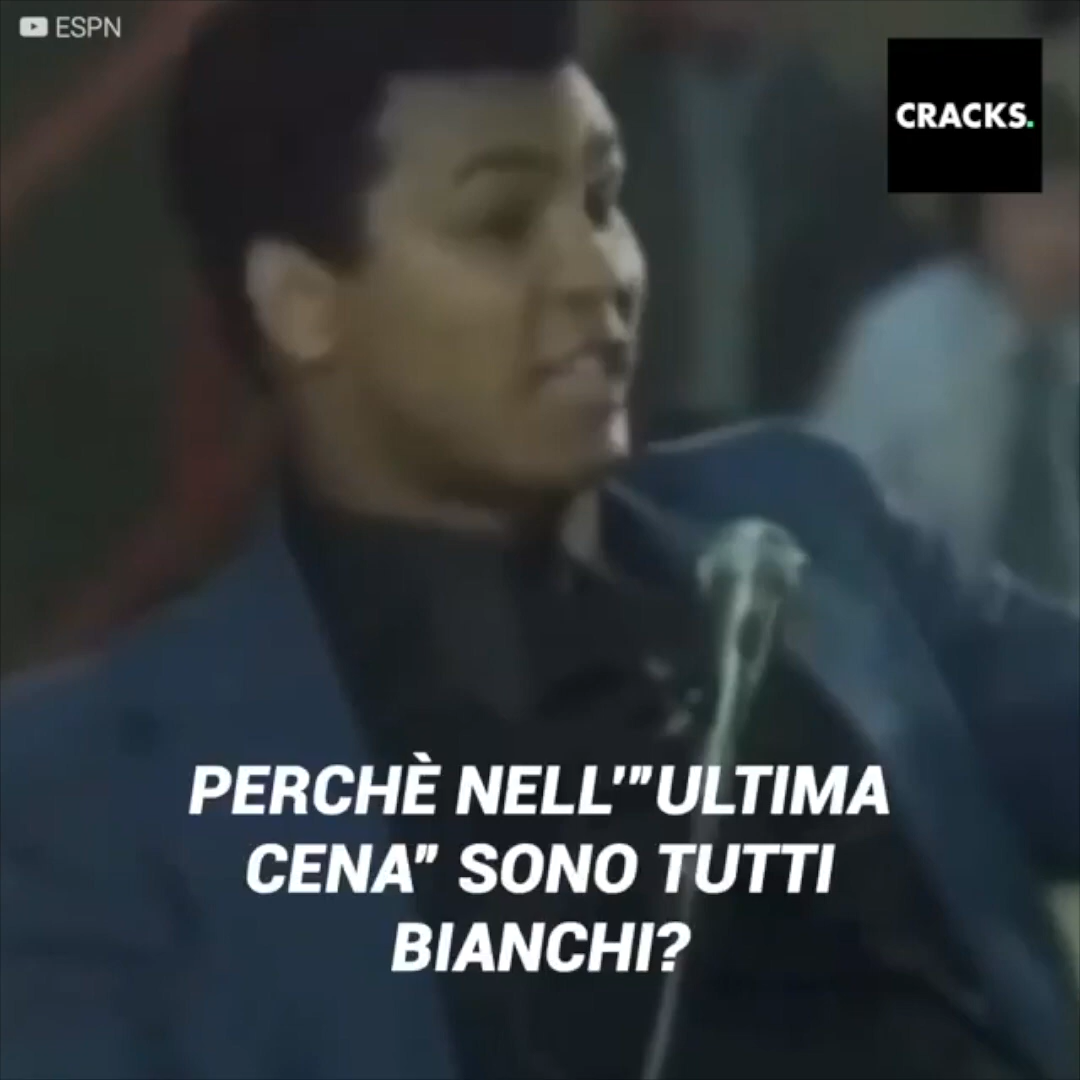 ESPN
CRACKS.
PERCHÈ NELL'"ULTIMA
CENA" SONO TUTTI
BIANCHI?